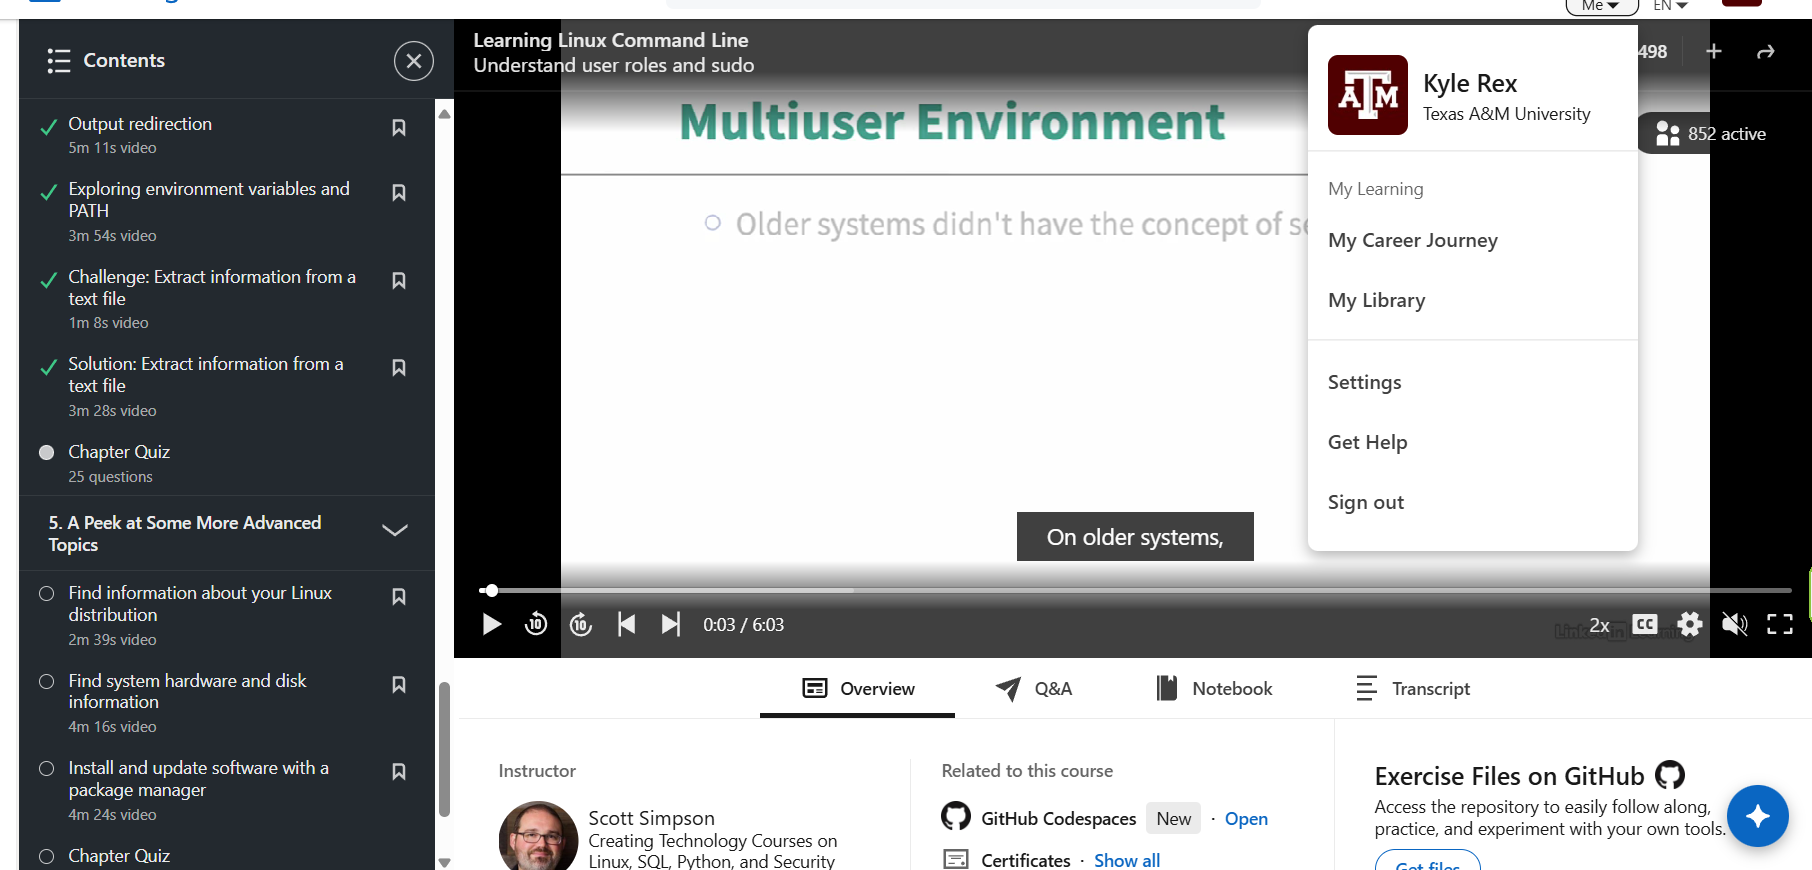 Me
EN
Contents
Output redirection
5m 11s video
Exploring environment variables and
PATH
3m 54s video
Challenge: Extract information from a
text file
1m 8s video
Solution: Extract information from a
text file
3m 28s video
Chapter Quiz
25 questions
5. A Peek at Some More Advanced
Topics
Find information about your Linux
distribution
2m 39s video
Find system hardware and disk
information
4m 16s video
Install and update software with a
package manager
4m 24s video
Chapter Quiz
Learning Linux Command Line
Understand user roles and sudo
498
852 active
Multiuser Environment
Older systems didn't have the concept of
On older systems,
ATM
Kyle Rex
Texas A&M University
My Learning
My Career Journey
My Library
Settings
Get Help
Sign out
10
10
0:03 / 6:03
2x
CC
Overview
Q&A
Notebook
Transcript
Instructor
Scott Simpson
Creating Technology Courses on
Linux, SQL, Python, and Security
Related to this course
GitHub Codespaces New · Open
Certificates · Show all
Exercise Files on GitHub
Access the repository to easily follow along,
practice, and experiment with your own tools.
Get files